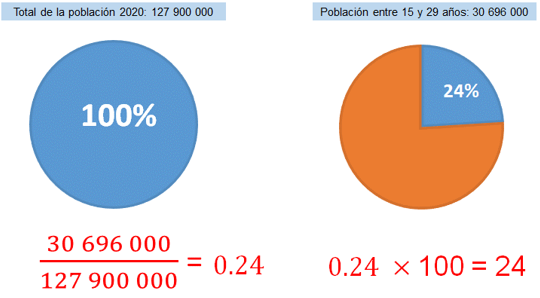 Total de la población 2020: 127 900 000
Población entre 15 y 29 años: 30 696 000
100%
24%
30 696 000
127 900 000
= 0.24
0.24 × 100 = 24